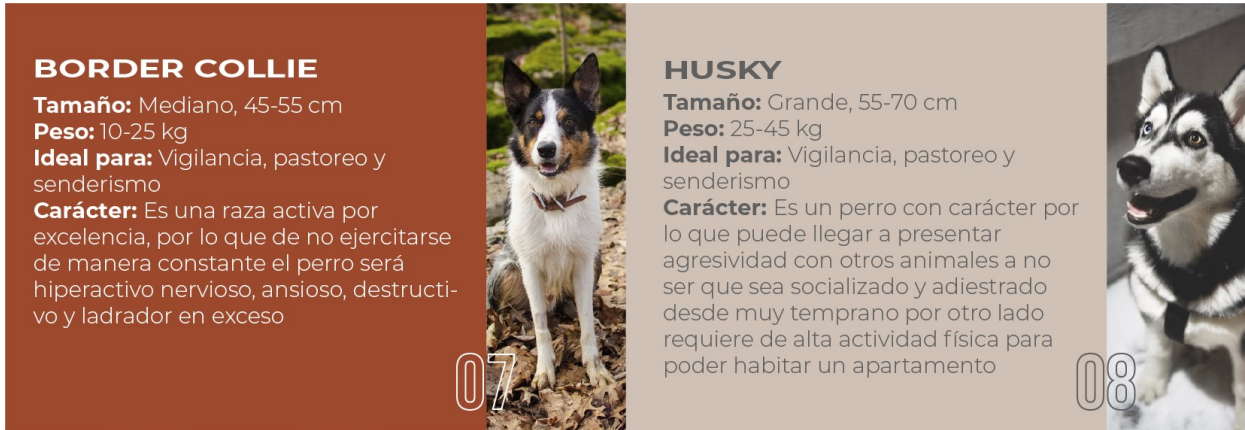 BORDER COLLIE
Tamaño: Mediano, 45-55 cm
Peso: 10-25 kg
Ideal para: Vigilancia, pastoreo y
senderismo
Carácter: Es una raza activa por
excelencia, por lo que de no ejercitarse
de manera constante el perro será
hiperactivo nervioso, ansioso, destructi-
vo y ladrador en exceso
07
HUSKY
Tamaño: Grande, 55-70 cm
Peso: 25-45 kg
Ideal para: Vigilancia, pastoreo y
senderismo
Carácter: Es un perro con carácter por
lo que puede llegar a presentar
agresividad con otros animales a no
ser que sea socializado y adiestrado
desde muy temprano por otro lado
requiere de alta actividad física para
poder habitar un apartamento
08